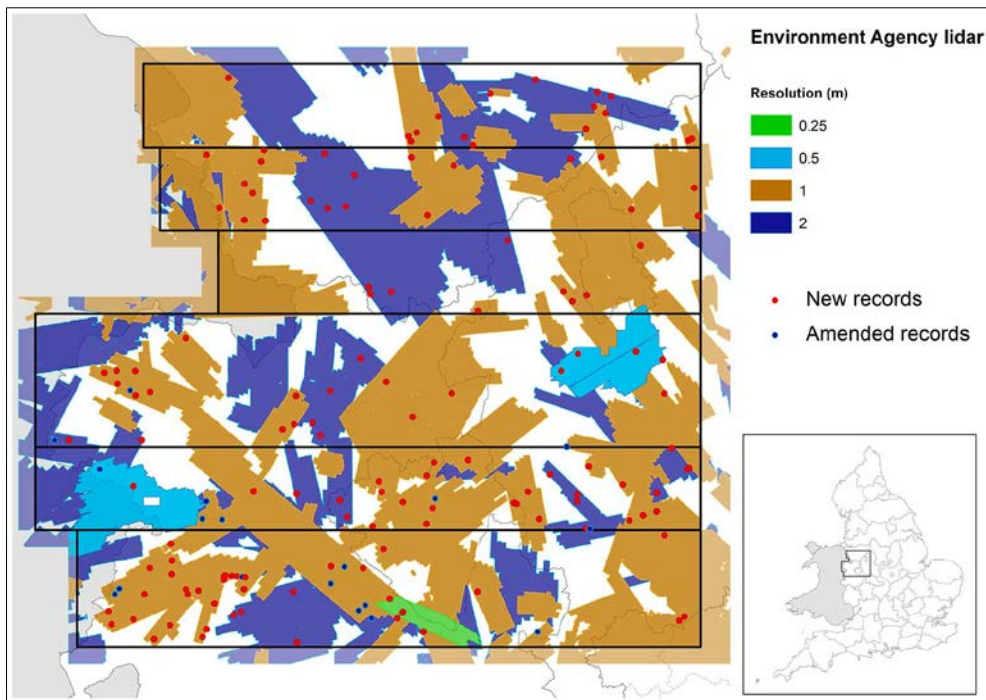 Environment Agency lidar
Resolution (m)
0.25
0.5
1
2
New records
Amended records